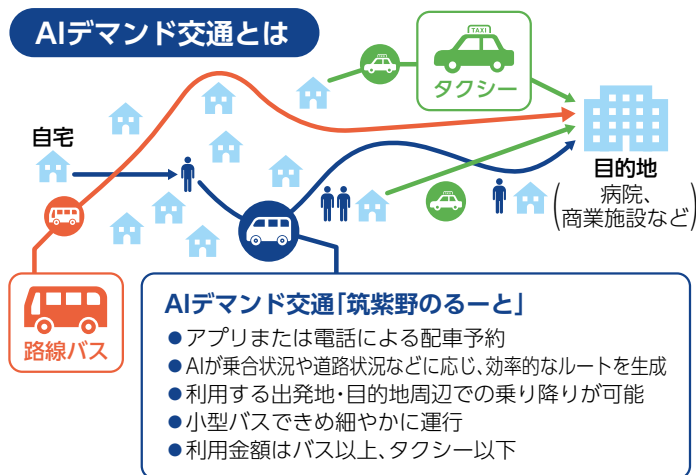 AIデマンド交通とは
TAXI
タクシー
自宅
目的地
(病院、
商業施設など)
路線バス
AIデマンド交通「筑紫野のるーと」
●アプリまたは電話による配車予約
●AIが乗合状況や道路状況などに応じ、効率的なルートを生成
●利用する出発地・目的地周辺での乗り降りが可能
●小型バスできめ細やかに運行
●利用金額はバス以上、タクシー以下